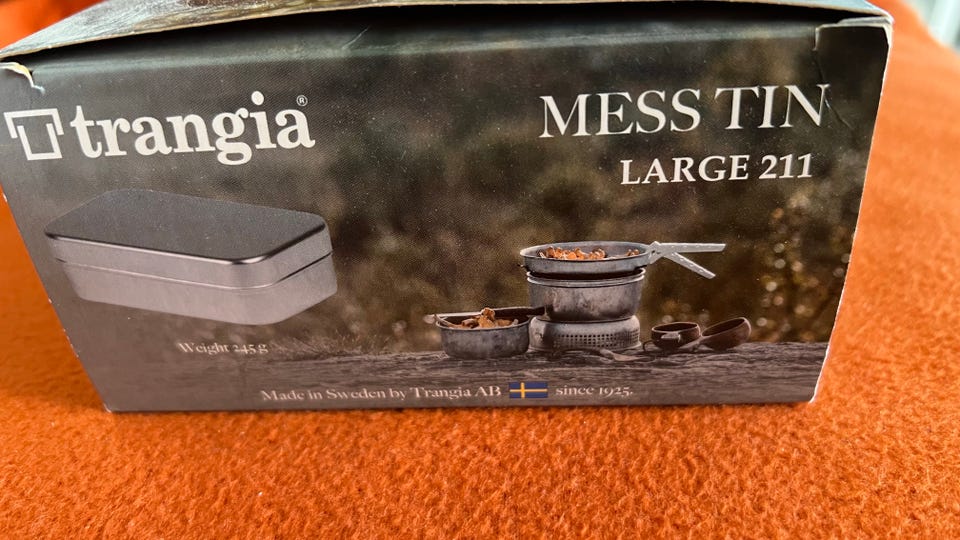 trangia®
MESS TIN
LARGE 211
Weight 245 g
Made in Sweden by Trangia AB since 1925.